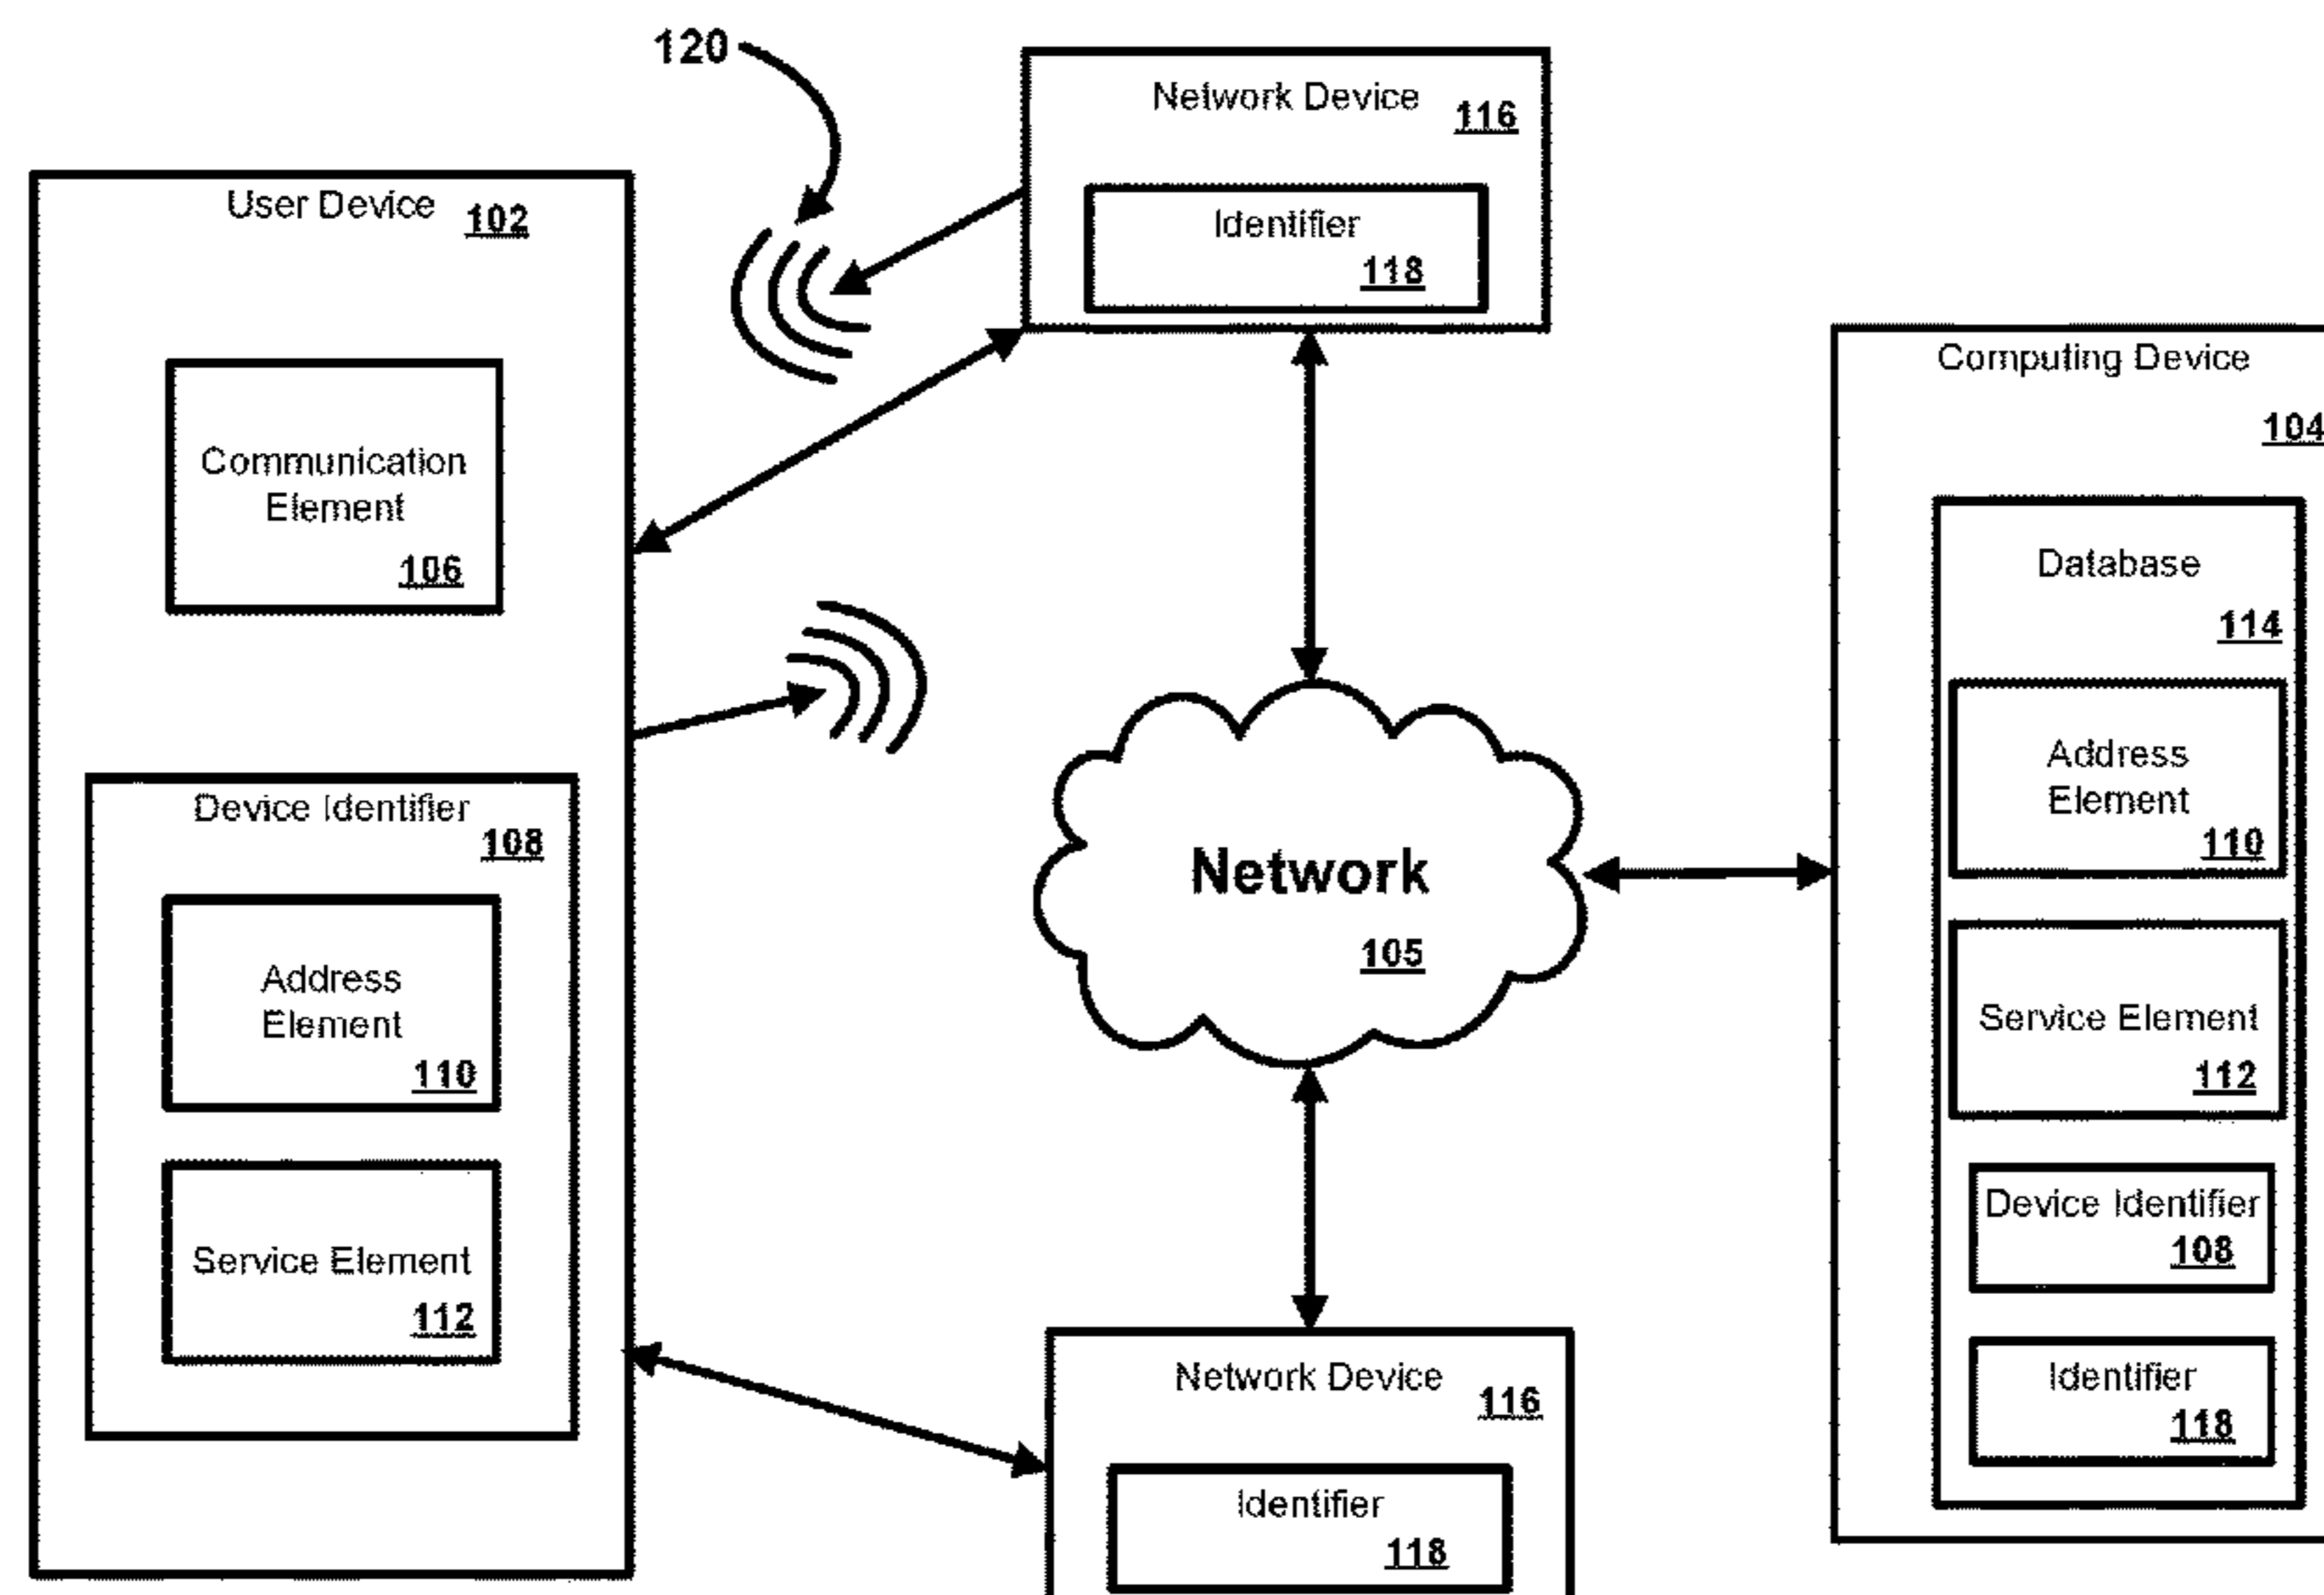 120
Network Device
116
Identifier
118
User Device
102
Communication
Element
106
Device Identifier
108
Address
Element
110
Service Element
112
Network
105
Network Device
116
Identifier
118
Computing Device
104
Database
114
Address
Element
110
Service Element
112
Device Identifier
108
Identifier
118